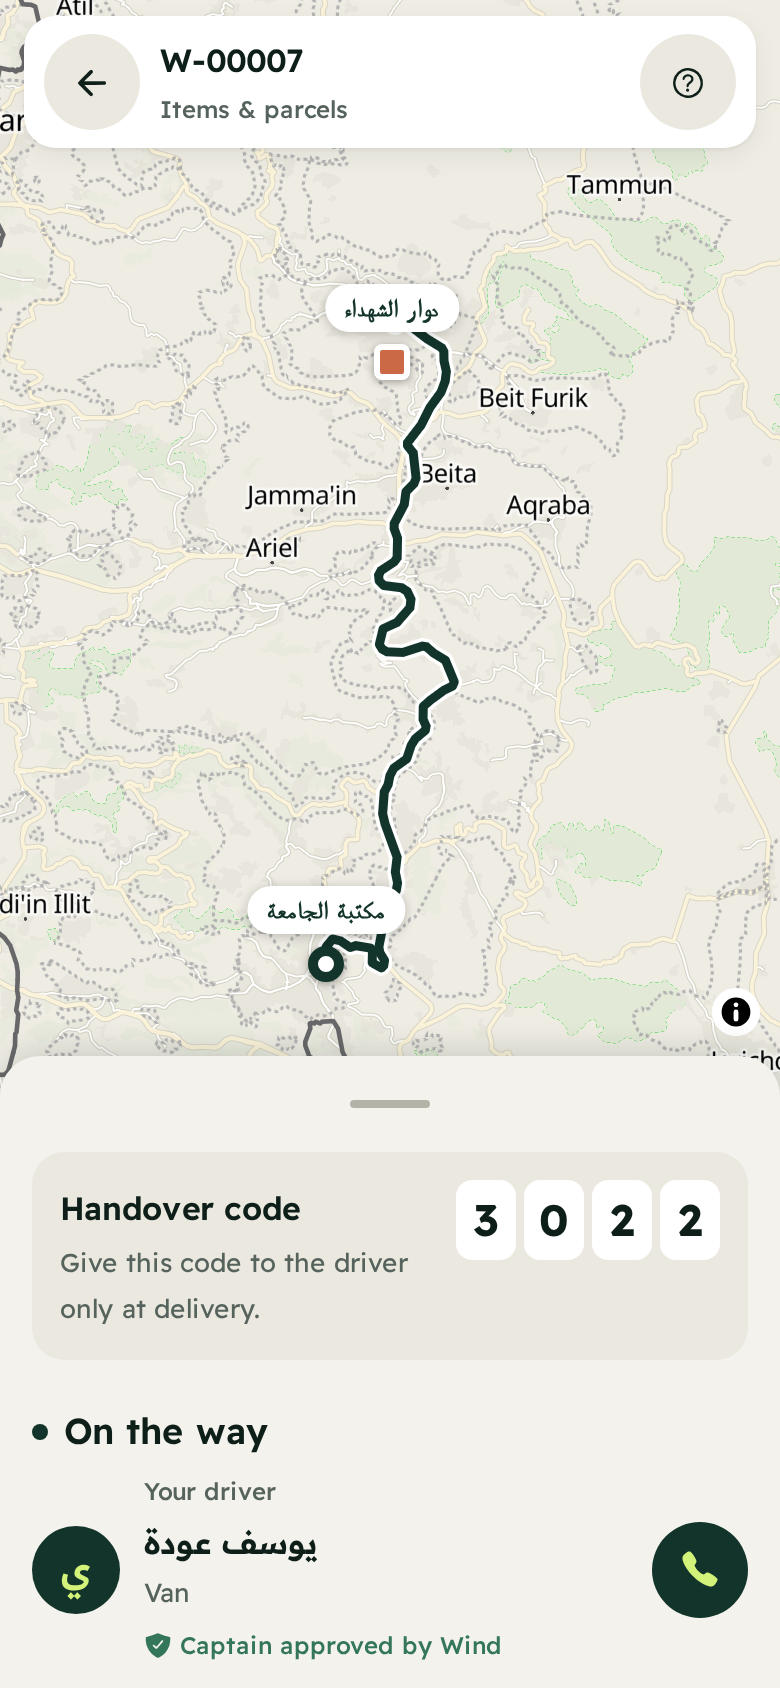 Atil
W-00007
Items & parcels
Tammun
دوار الشهداء
Beit Furik
Beita
Jamma'in
Aqraba
Ariel
مكتبة الجامعة
di'in Illit
Handover code
3 0 2 2
Give this code to the driver
only at delivery.
On the way
Your driver
يوسف عودة
ي
Van
Captain approved by Wind